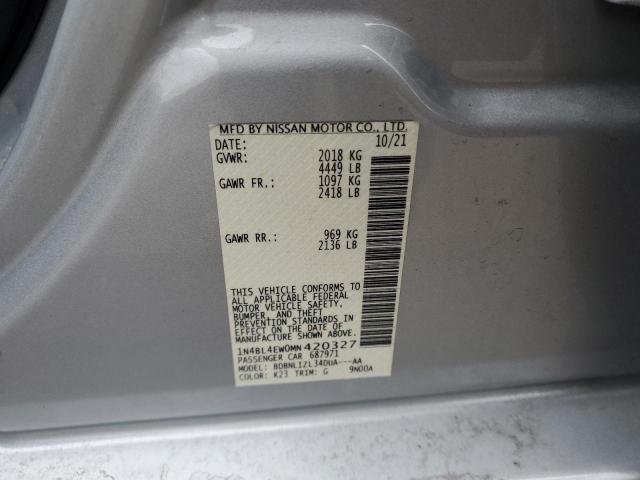 MFD BY NISSAN MOTOR CO., LTD.
DATE: 10/21
GVWR: 2018 KG
4449 LB
GAWR FR.: 1097 KG
2418 LB
GAWR RR.: 969 KG
2136 LB
THIS VEHICLE CONFORMS TO
ALL APPLICABLE FEDERAL
MOTOR VEHICLE SAFETY,
BUMPER, AND THEFT
PREVENTION STANDARDS IN
EFFECT ON THE DATE OF
MANUFACTURE SHOWN ABOVE.
1N4BL4EW0MN420327
PASSENGER CAR 687971
MODEL: BDBNLIZL34DUA---AA
COLOR: K23 TRIM: G 9N00A